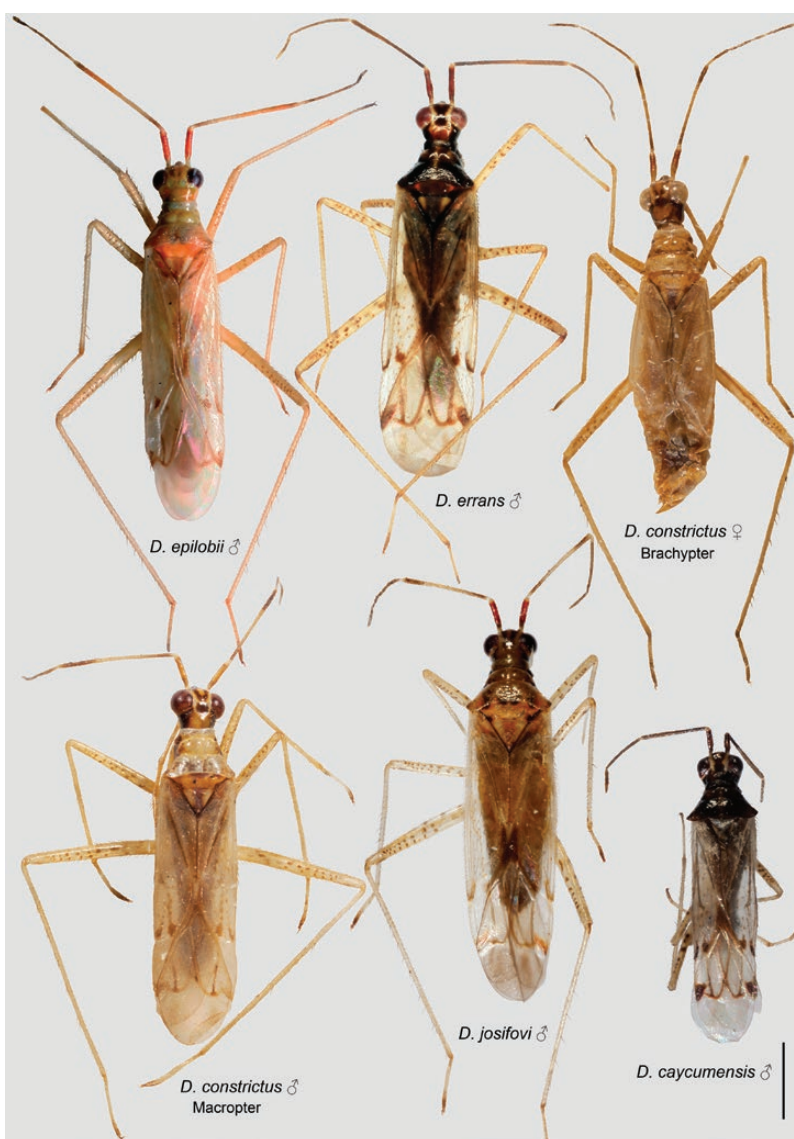 D. epilobii ♂
D. errans ♂
D. constrictus ♀
Brachypter
D. constrictus ♂
Macropter
D. josifovi ♂
D. caycumensis ♂